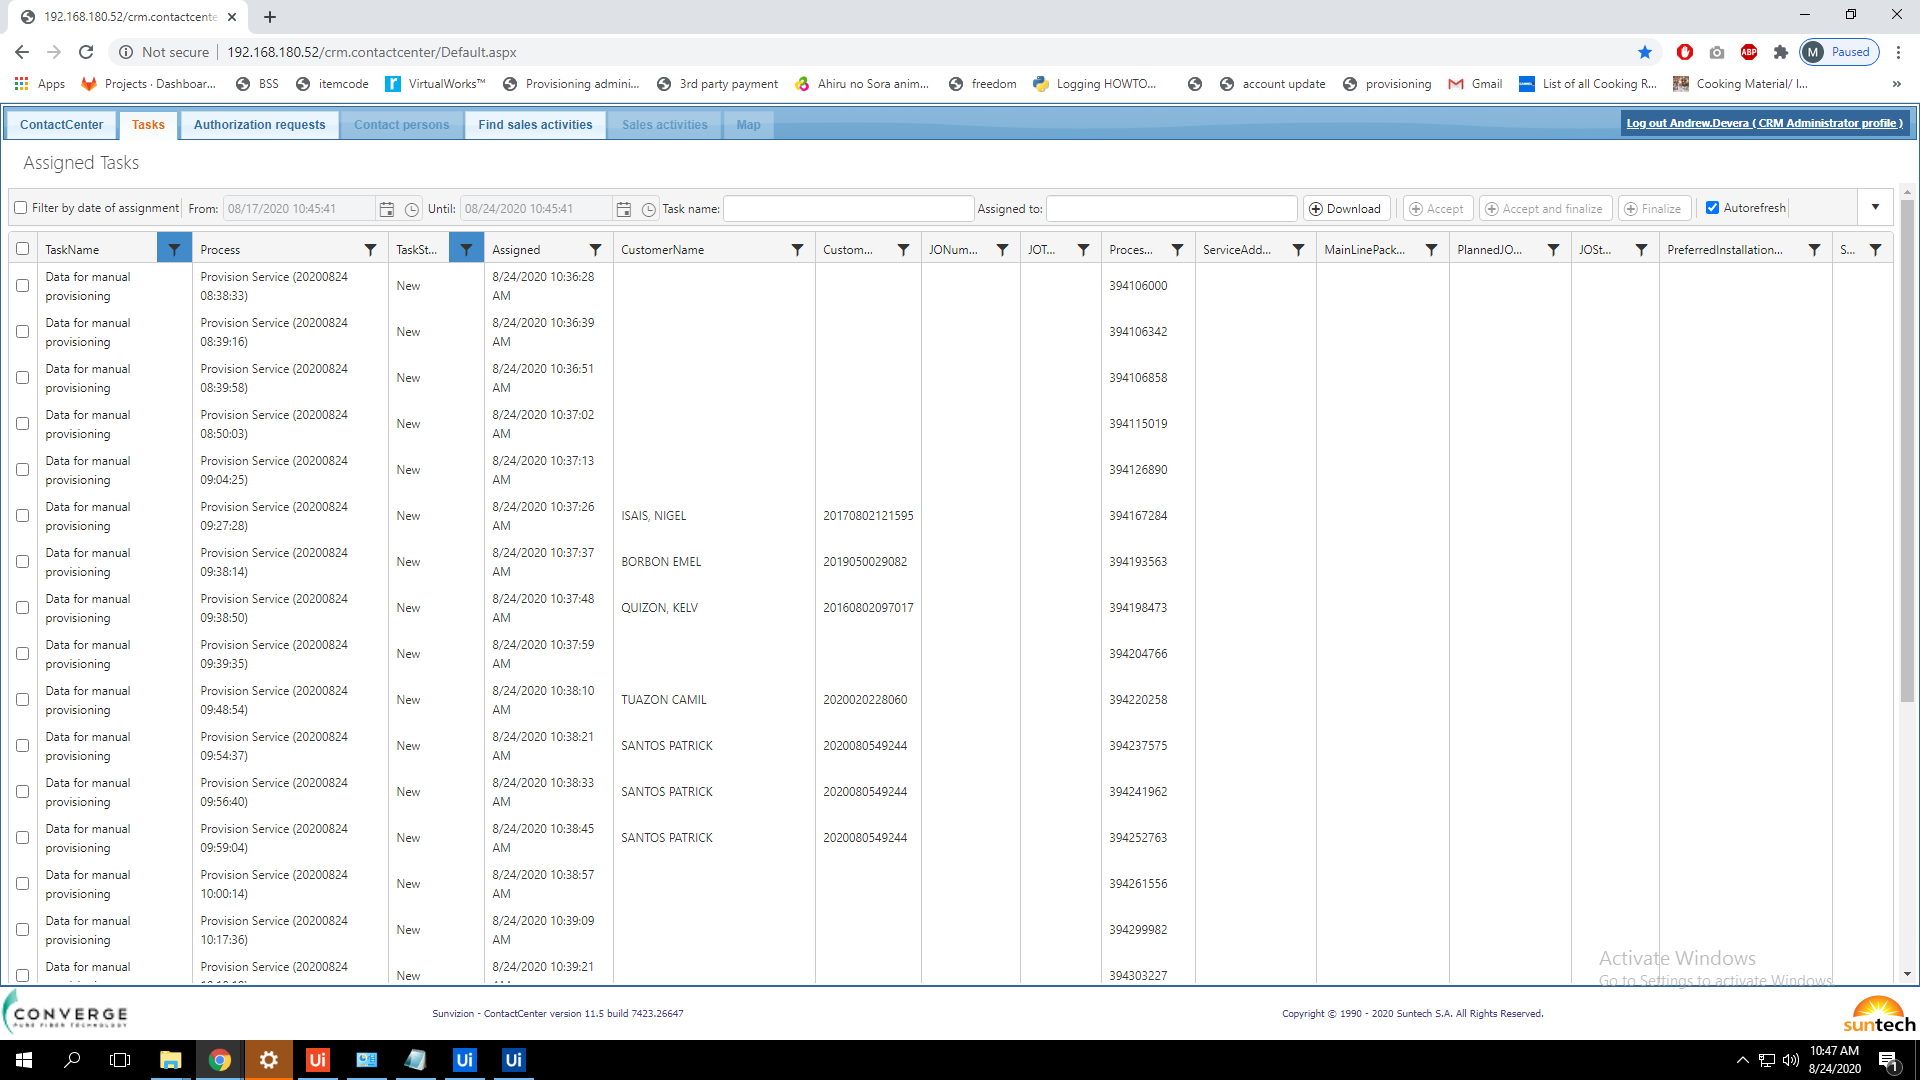 192.168.180.52/crm.contactcente
Not secure 192.168.180.52/crm.contactcenter/Default.aspx
M Paused
ABP
Apps Projects · Dashboar... BSS itemcode VirtualWorks™ Provisioning admini... 3rd party payment Ahiru no Sora anim... freedom Logging HOWTO... account update provisioning Gmail List of all Cooking R... Cooking Material/ I... »
ContactCenter Tasks Authorization requests Contact persons Find sales activities Sales activities Map Log out Andrew.Devera ( CRM Administrator profile )
Assigned Tasks
Filter by date of assignment From: 08/17/2020 10:45:41 Until: 08/24/2020 10:45:41 Task name: Assigned to: Download Accept Accept and finalize Finalize Autorefresh
TaskName Process TaskSt... Assigned CustomerName Custom... JONum... JOT... Proces... ServiceAdd... MainLinePack... PlannedJO... JOSt... PreferredInstallation... S...
Data for manual provisioning Provision Service (20200824 08:38:33) New 8/24/2020 10:36:28 AM 394106000
Data for manual provisioning Provision Service (20200824 08:39:16) New 8/24/2020 10:36:39 AM 394106342
Data for manual provisioning Provision Service (20200824 08:39:58) New 8/24/2020 10:36:51 AM 394106858
Data for manual provisioning Provision Service (20200824 08:50:03) New 8/24/2020 10:37:02 AM 394115019
Data for manual provisioning Provision Service (20200824 09:04:25) New 8/24/2020 10:37:13 AM 394126890
Data for manual provisioning Provision Service (20200824 09:27:28) New 8/24/2020 10:37:26 AM ISAIS, NIGEL 20170802121595 394167284
Data for manual provisioning Provision Service (20200824 09:38:14) New 8/24/2020 10:37:37 AM BORBON EMEL 2019050029082 394193563
Data for manual provisioning Provision Service (20200824 09:38:50) New 8/24/2020 10:37:48 AM QUIZON, KELV 20160802097017 394198473
Data for manual provisioning Provision Service (20200824 09:39:35) New 8/24/2020 10:37:59 AM 394204766
Data for manual provisioning Provision Service (20200824 09:48:54) New 8/24/2020 10:38:10 AM TUAZON CAMIL 2020020228060 394220258
Data for manual provisioning Provision Service (20200824 09:54:37) New 8/24/2020 10:38:21 AM SANTOS PATRICK 2020080549244 394237575
Data for manual provisioning Provision Service (20200824 09:56:40) New 8/24/2020 10:38:33 AM SANTOS PATRICK 2020080549244 394241962
Data for manual provisioning Provision Service (20200824 09:59:04) New 8/24/2020 10:38:45 AM SANTOS PATRICK 2020080549244 394252763
Data for manual provisioning Provision Service (20200824 10:00:14) New 8/24/2020 10:38:57 AM 394261556
Data for manual provisioning Provision Service (20200824 10:17:36) New 8/24/2020 10:39:09 AM 394299982
Data for manual Provision Service (20200824 New 8/24/2020 10:39:21 394303227
Activate Windows
Go to Settings to activate Windows.
CONVERGE
PURE FIBER TECHNOLOGY
Sunvizion - ContactCenter version 11.5 build 7423.26647
Copyright © 1990 - 2020 Suntech S.A. All Rights Reserved.
suntech
Ui Ui Ui
10:47 AM
8/24/2020
1